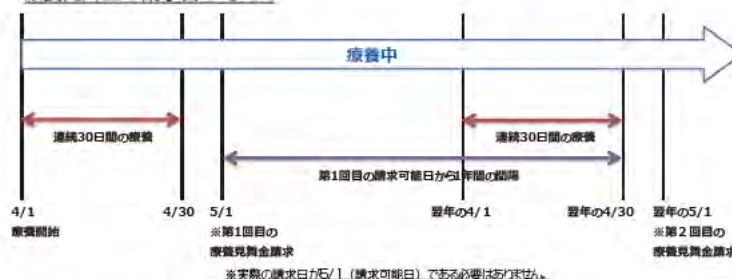 療養中
連続30日間の療養
連続30日間の療養
第1回目の請求可能日から1年間の間隔
4/1
療養開始
4/30
5/1
※第1回目の
療養見舞金請求
翌年の4/1
翌年の4/30
翌年の5/1
※第2回目の
療養見舞金請求
※実際の請求日が5/1（請求可能日）である必要はありません。